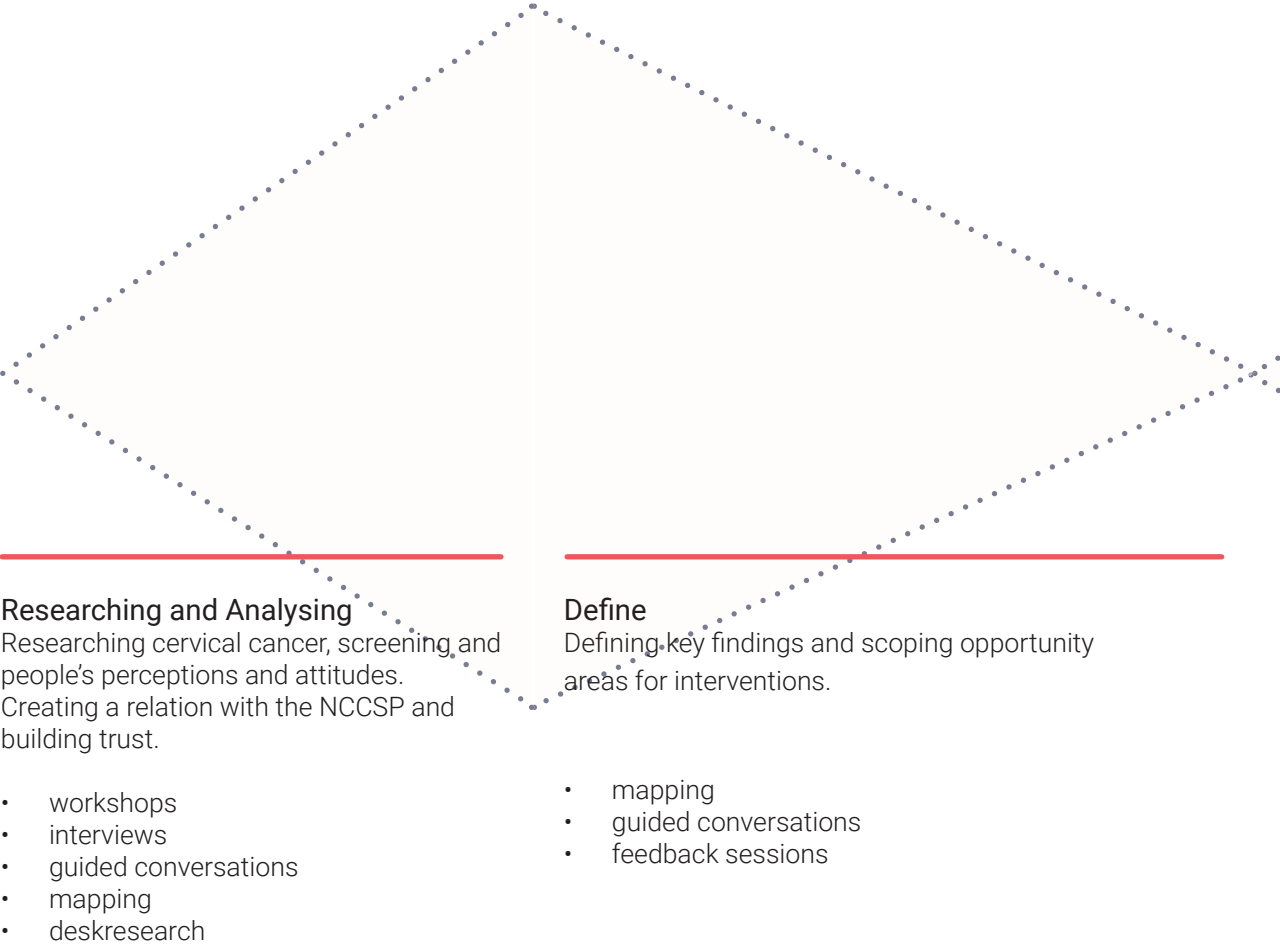 Researching and Analysing
Researching cervical cancer, screening and
people’s perceptions and attitudes.
Creating a relation with the NCCSP and
building trust.
• workshops
• interviews
• guided conversations
• mapping
• deskresearch
Define
Defining key findings and scoping opportunity
areas for interventions.
• mapping
• guided conversations
• feedback sessions